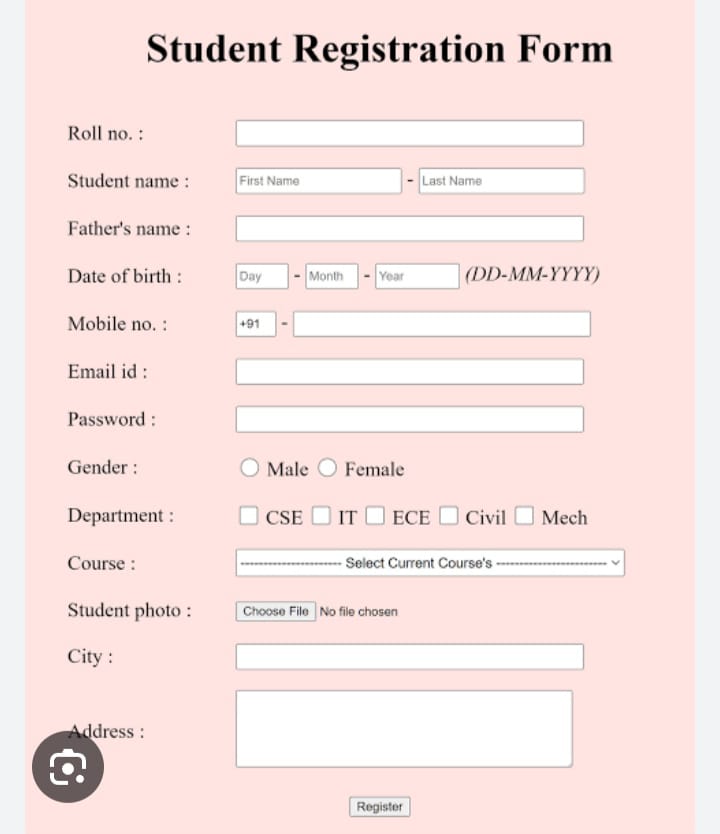 Student Registration Form
Roll no. :
Student name : First Name - Last Name
Father's name :
Date of birth : Day - Month - Year (DD-MM-YYYY)
Mobile no. : +91 -
Email id :
Password :
Gender : Male Female
Department : CSE IT ECE Civil Mech
Course : ----------------------- Select Current Course's -------------------------
Student photo : Choose File No file chosen
City :
Address :
Register